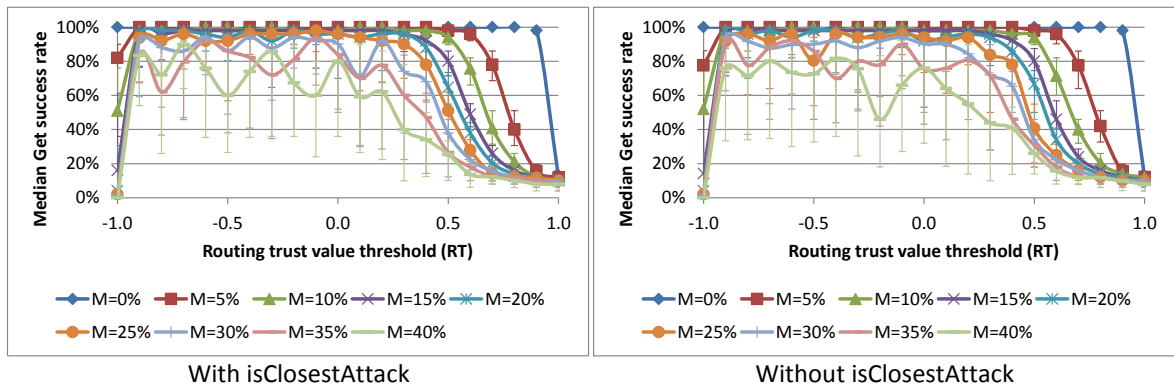 100%
80%
60%
40%
20%
0%
Median Get success rate
-1.0 -0.5 0.0 0.5 1.0
Routing trust value threshold (RT)
M=0% M=5% M=10% M=15% M=20%
M=25% M=30% M=35% M=40%
With isClosestAttack
100%
80%
60%
40%
20%
0%
Median Get success rate
-1.0 -0.5 0.0 0.5 1.0
Routing trust value threshold (RT)
M=0% M=5% M=10% M=15% M=20%
M=25% M=30% M=35% M=40%
Without isClosestAttack